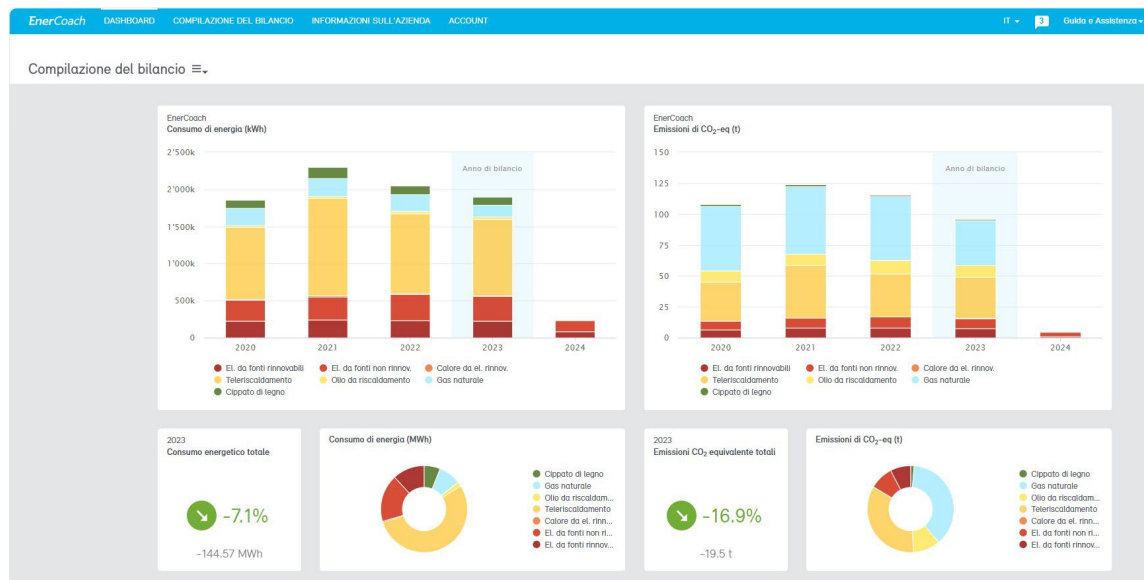 EnerCoach DASHBOARD COMPILAZIONE DEL BILANCIO INFORMAZIONI SULL'AZIENDA ACCOUNT IT 3 Guida e Assistenza
Compilazione del bilancio
EnerCoach
Consumo di energia (kWh)
2'500k
Anno di bilancio
2'000k
1'500k
1'000k
500k
0
2020 2021 2022 2023 2024
El. da fonti rinnovabili El. da fonti non rinnov. Calore da el. rinnov.
Teleriscaldamento Olio da riscaldamento Gas naturale
Cippato di legno
EnerCoach
Emissioni di CO₂-eq (t)
150
Anno di bilancio
125
100
75
50
25
0
2020 2021 2022 2023 2024
El. da fonti rinnovabili El. da fonti non rinnov. Calore da el. rinnov.
Teleriscaldamento Olio da riscaldamento Gas naturale
Cippato di legno
2023
Consumo energetico totale
-7.1%
-144.57 MWh
Consumo di energia (MWh)
Cippato di legno
Gas naturale
Olio da riscaldam...
Teleriscaldamento
Calore da el. rinn...
El. da fonti non ri...
El. da fonti rinnov...
2023
Emissioni CO₂ equivalente totali
-16.9%
-19.5 t
Emissioni di CO₂-eq (t)
Cippato di legno
Gas naturale
Olio da riscaldam...
Teleriscaldamento
Calore da el. rinn...
El. da fonti non ri...
El. da fonti rinnov...